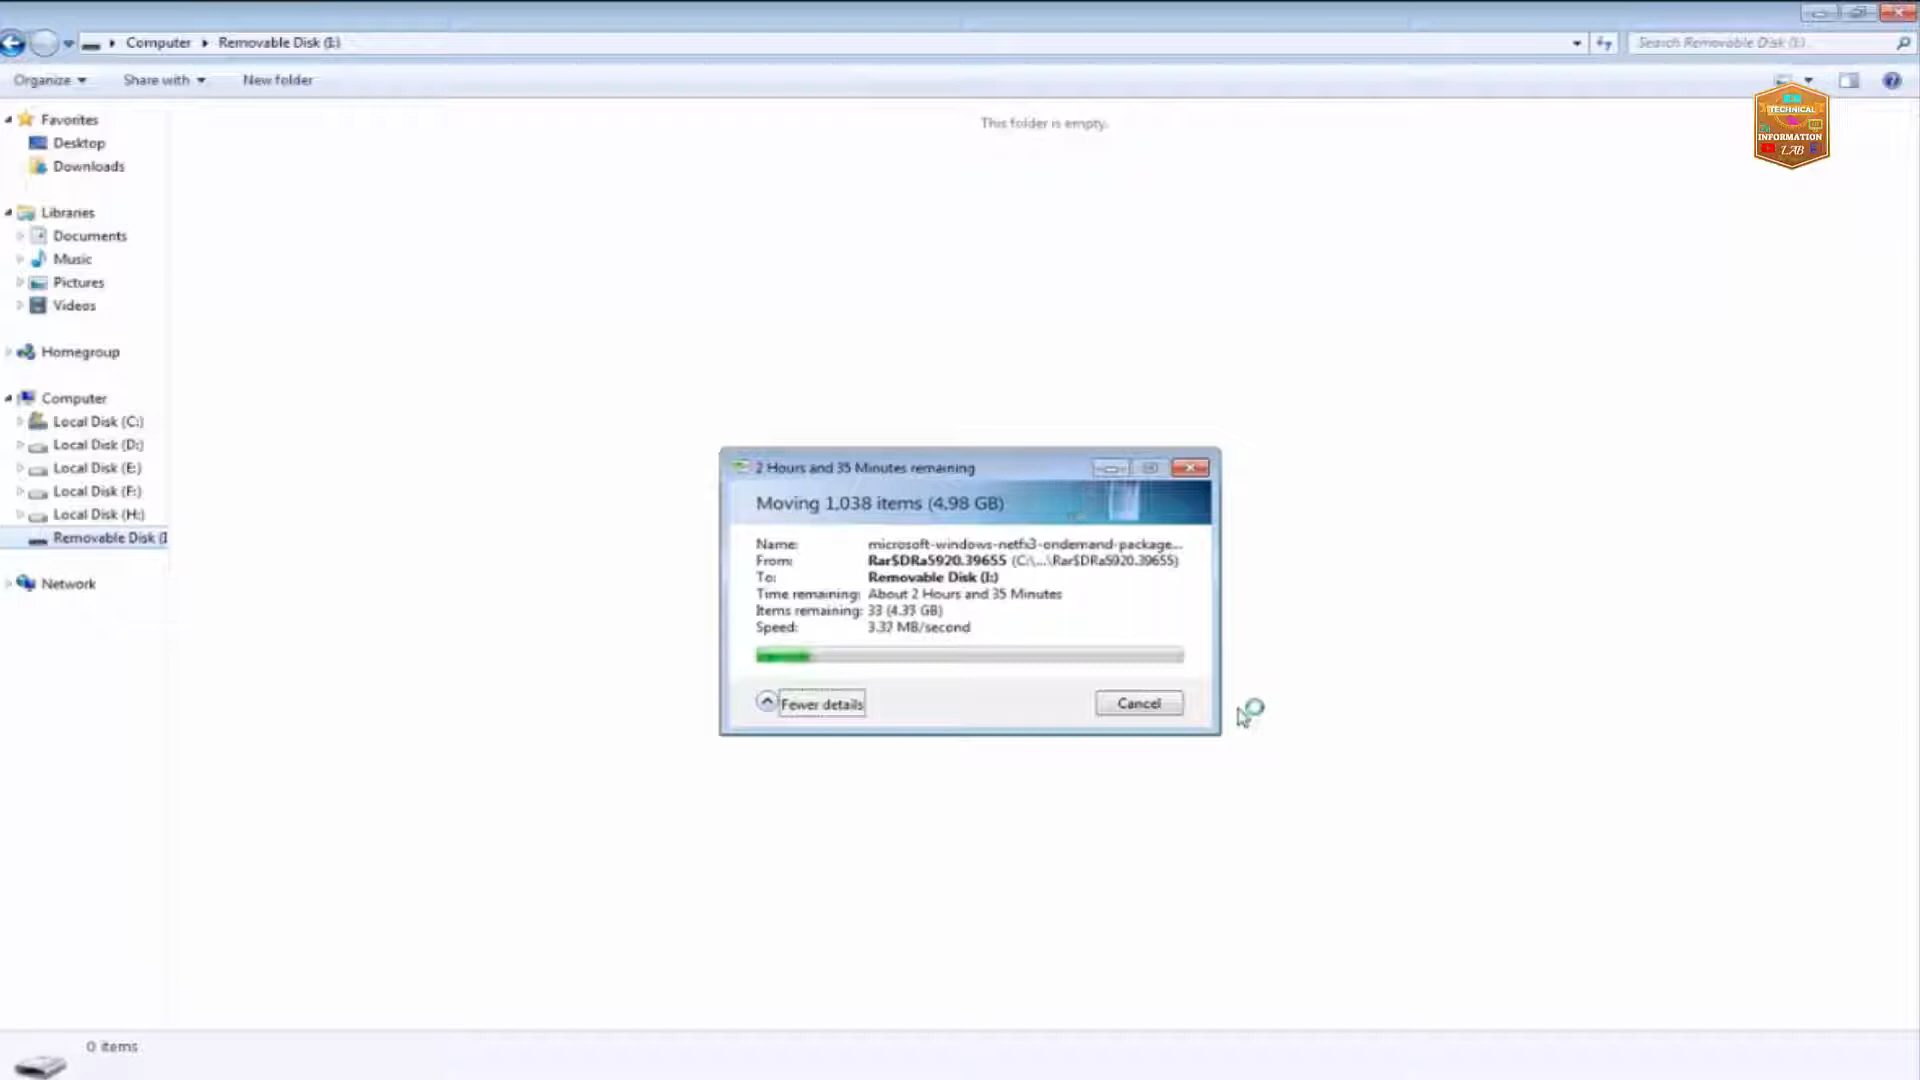 Computer ▸ Removable Disk (I:)
Search Removable Disk (I:)
Organize
Share with
New folder
This folder is empty.
TECHNICAL
INFORMATION
LAB
Favorites
Desktop
Downloads
Libraries
Documents
Music
Pictures
Videos
Homegroup
Computer
Local Disk (C:)
Local Disk (D:)
Local Disk (E:)
Local Disk (F:)
Local Disk (H:)
Removable Disk (I
Network
2 Hours and 35 Minutes remaining
Moving 1,038 items (4.98 GB)
Name: microsoft-windows-netfx3-ondemand-package...
From: Rar$DRa5920.39655 (C:\...\Rar$DRa5920.39655)
To: Removable Disk (I:)
Time remaining: About 2 Hours and 35 Minutes
Items remaining: 33 (4.33 GB)
Speed: 3.37 MB/second
Fewer details
Cancel
0 items